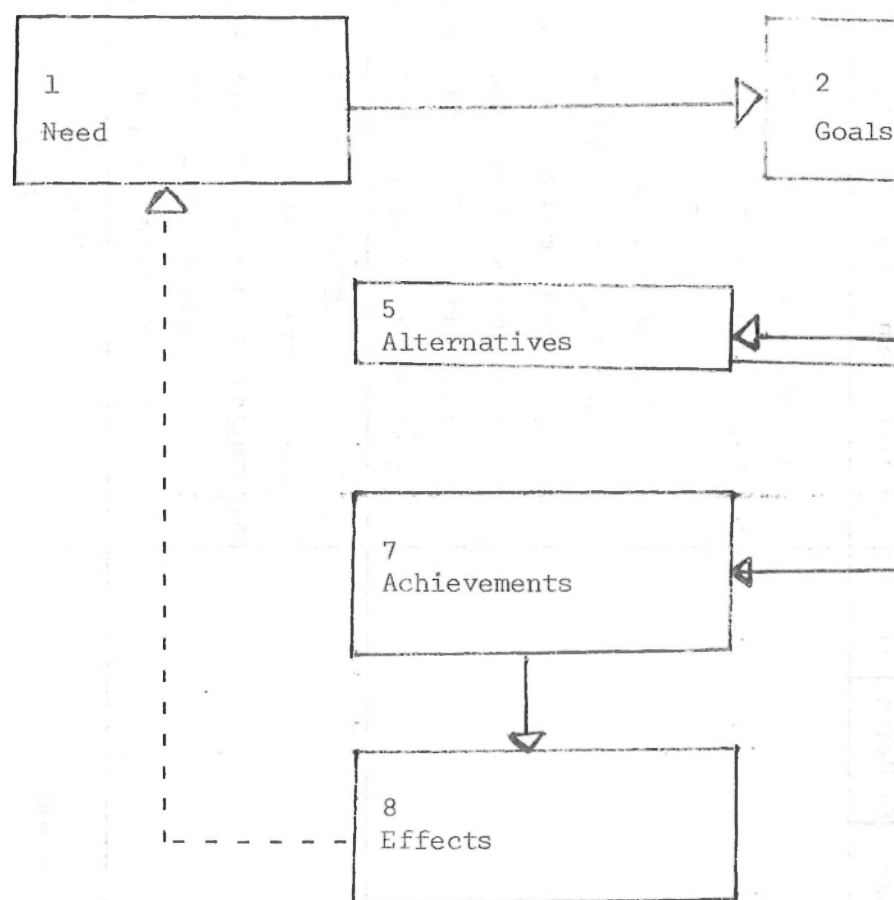 1
Need
2
Goals
5
Alternatives
7
Achievements
8
Effects